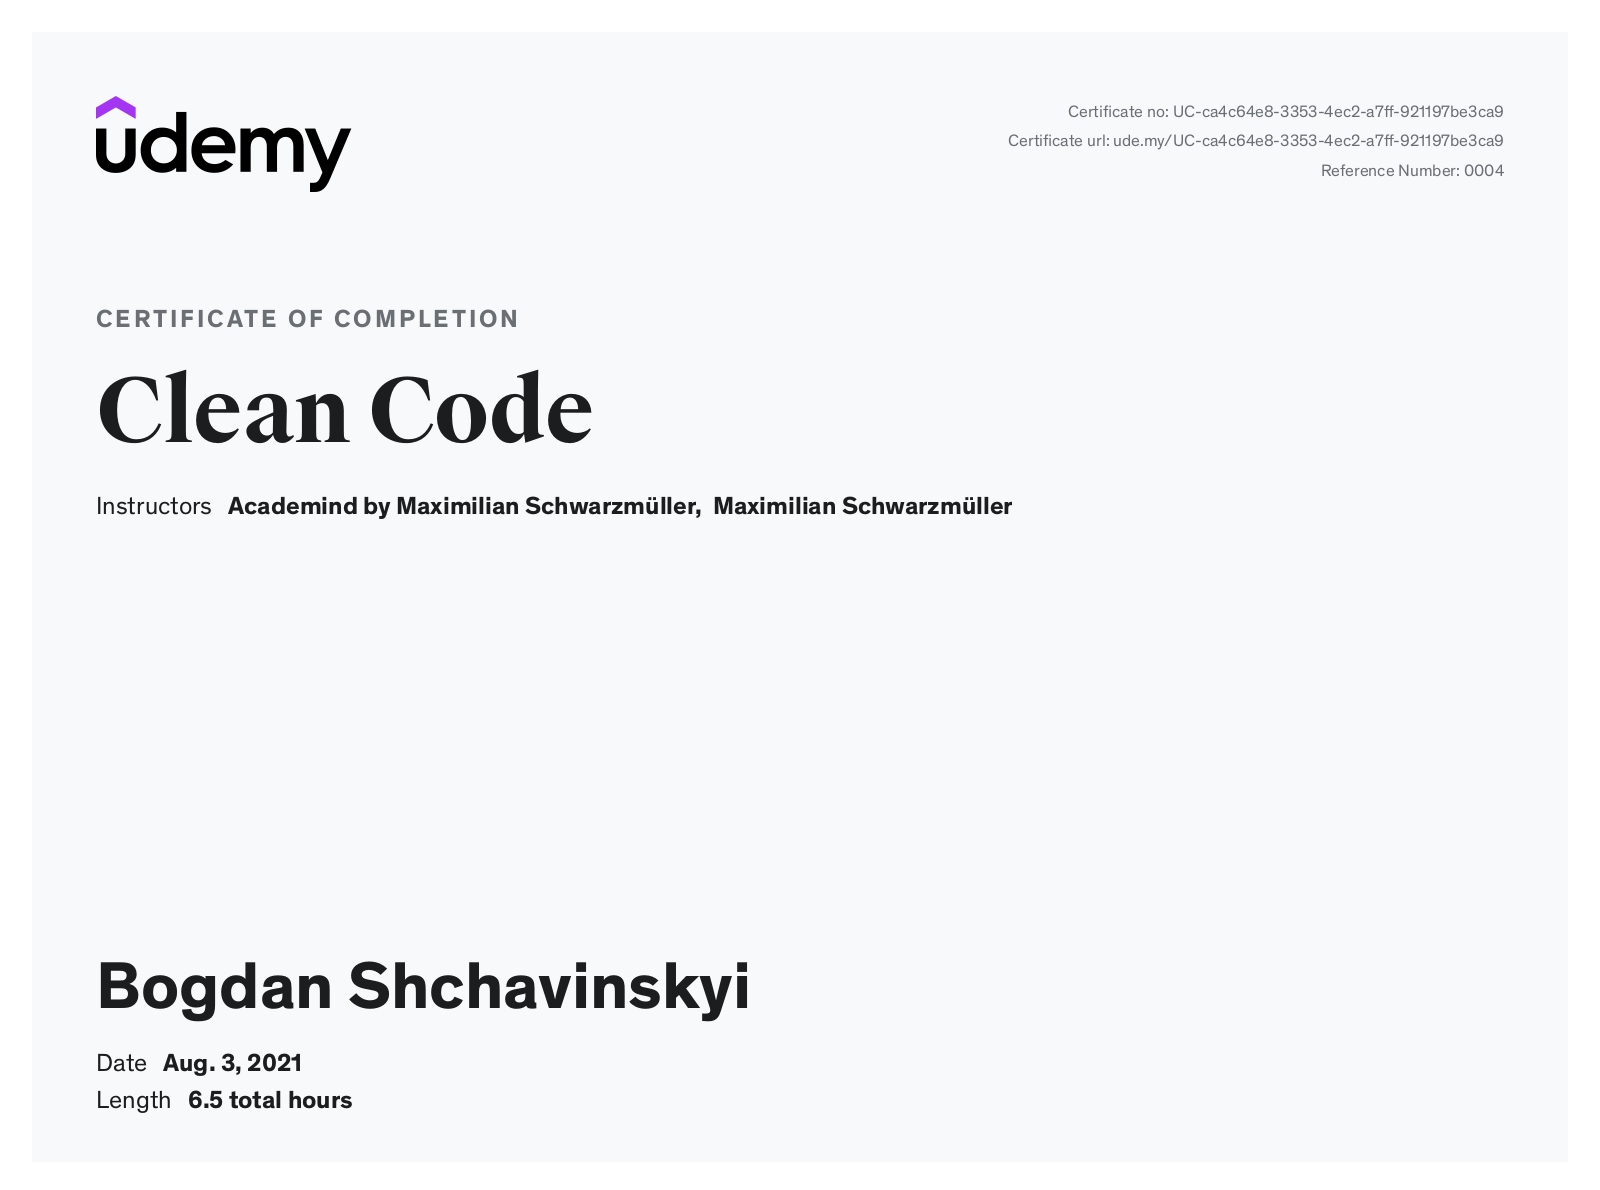 udemy
Certificate no: UC-ca4c64e8-3353-4ec2-a7ff-921197be3ca9
Certificate url: ude.my/UC-ca4c64e8-3353-4ec2-a7ff-921197be3ca9
Reference Number: 0004
CERTIFICATE OF COMPLETION
Clean Code
Instructors Academind by Maximilian Schwarzmüller, Maximilian Schwarzmüller
Bogdan Shchavinskyi
Date Aug. 3, 2021
Length 6.5 total hours